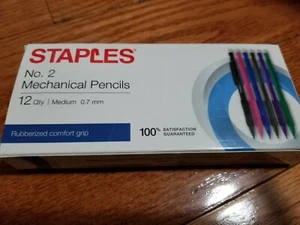 STAPLES
No. 2
Mechanical Pencils
12 Qty | Medium 0.7 mm
Rubberized comfort grip
100% SATISFACTION
GUARANTEED